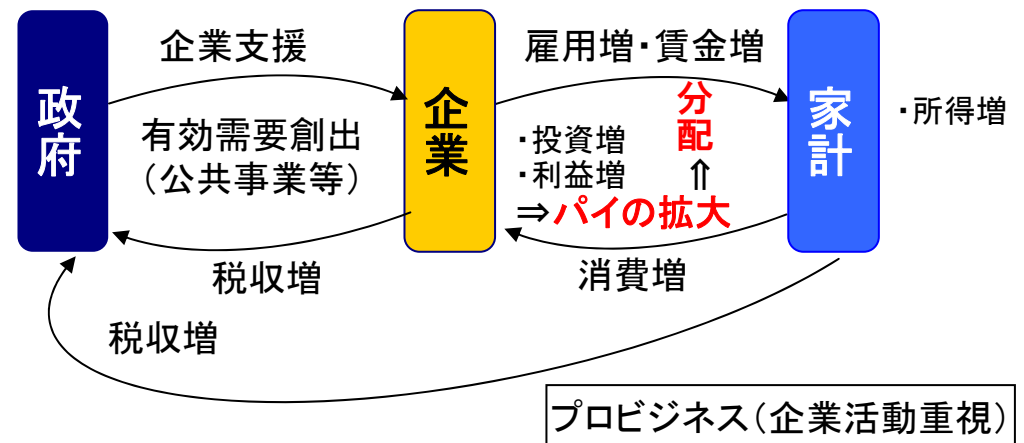 企業支援
雇用増・賃金増
政府
企業
家計
分配
・所得増
有効需要創出
（公共事業等）
・投資増
・利益増
⇑
⇒パイの拡大
税収増
消費増
税収増
プロビジネス（企業活動重視）